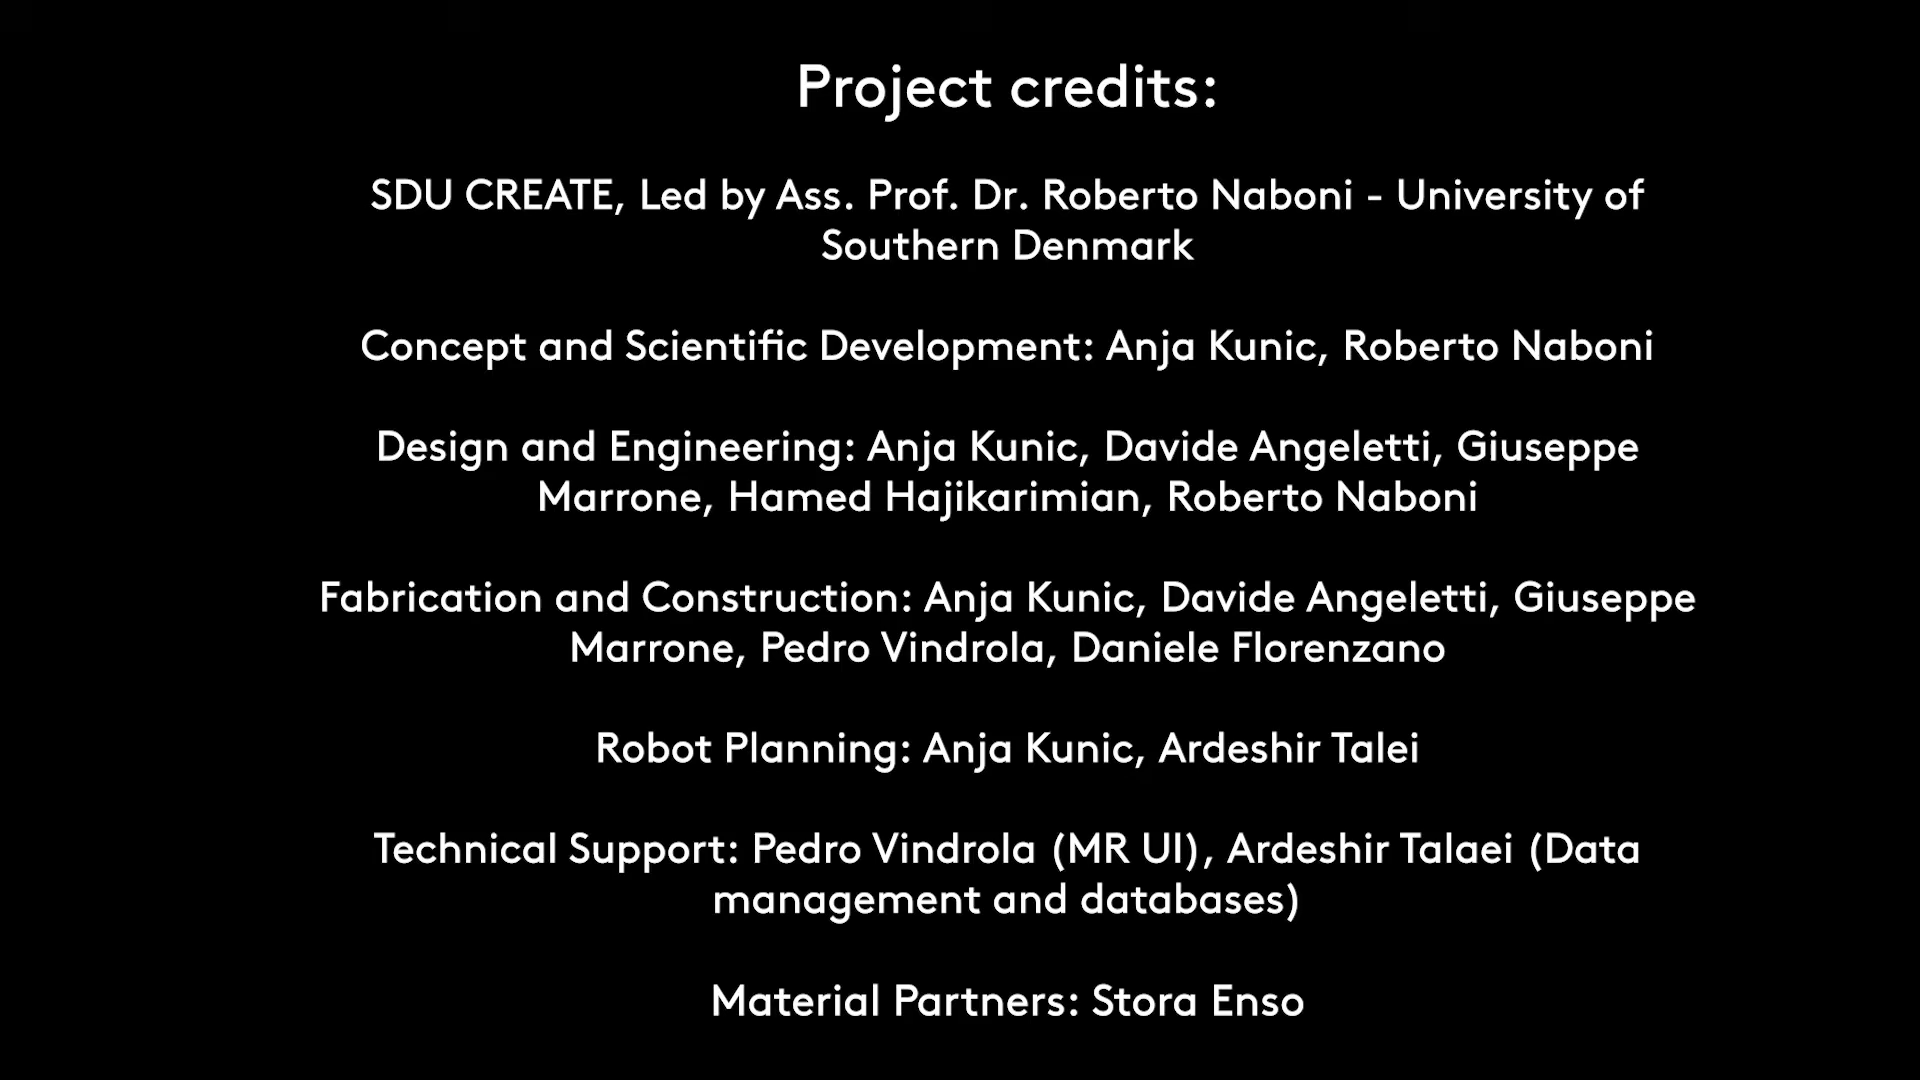 Project credits:
SDU CREATE, Led by Ass. Prof. Dr. Roberto Naboni - University of
Southern Denmark
Concept and Scientific Development: Anja Kunic, Roberto Naboni
Design and Engineering: Anja Kunic, Davide Angeletti, Giuseppe
Marrone, Hamed Hajikarimian, Roberto Naboni
Fabrication and Construction: Anja Kunic, Davide Angeletti, Giuseppe
Marrone, Pedro Vindrola, Daniele Florenzano
Robot Planning: Anja Kunic, Ardeshir Talei
Technical Support: Pedro Vindrola (MR UI), Ardeshir Talaei (Data
management and databases)
Material Partners: Stora Enso